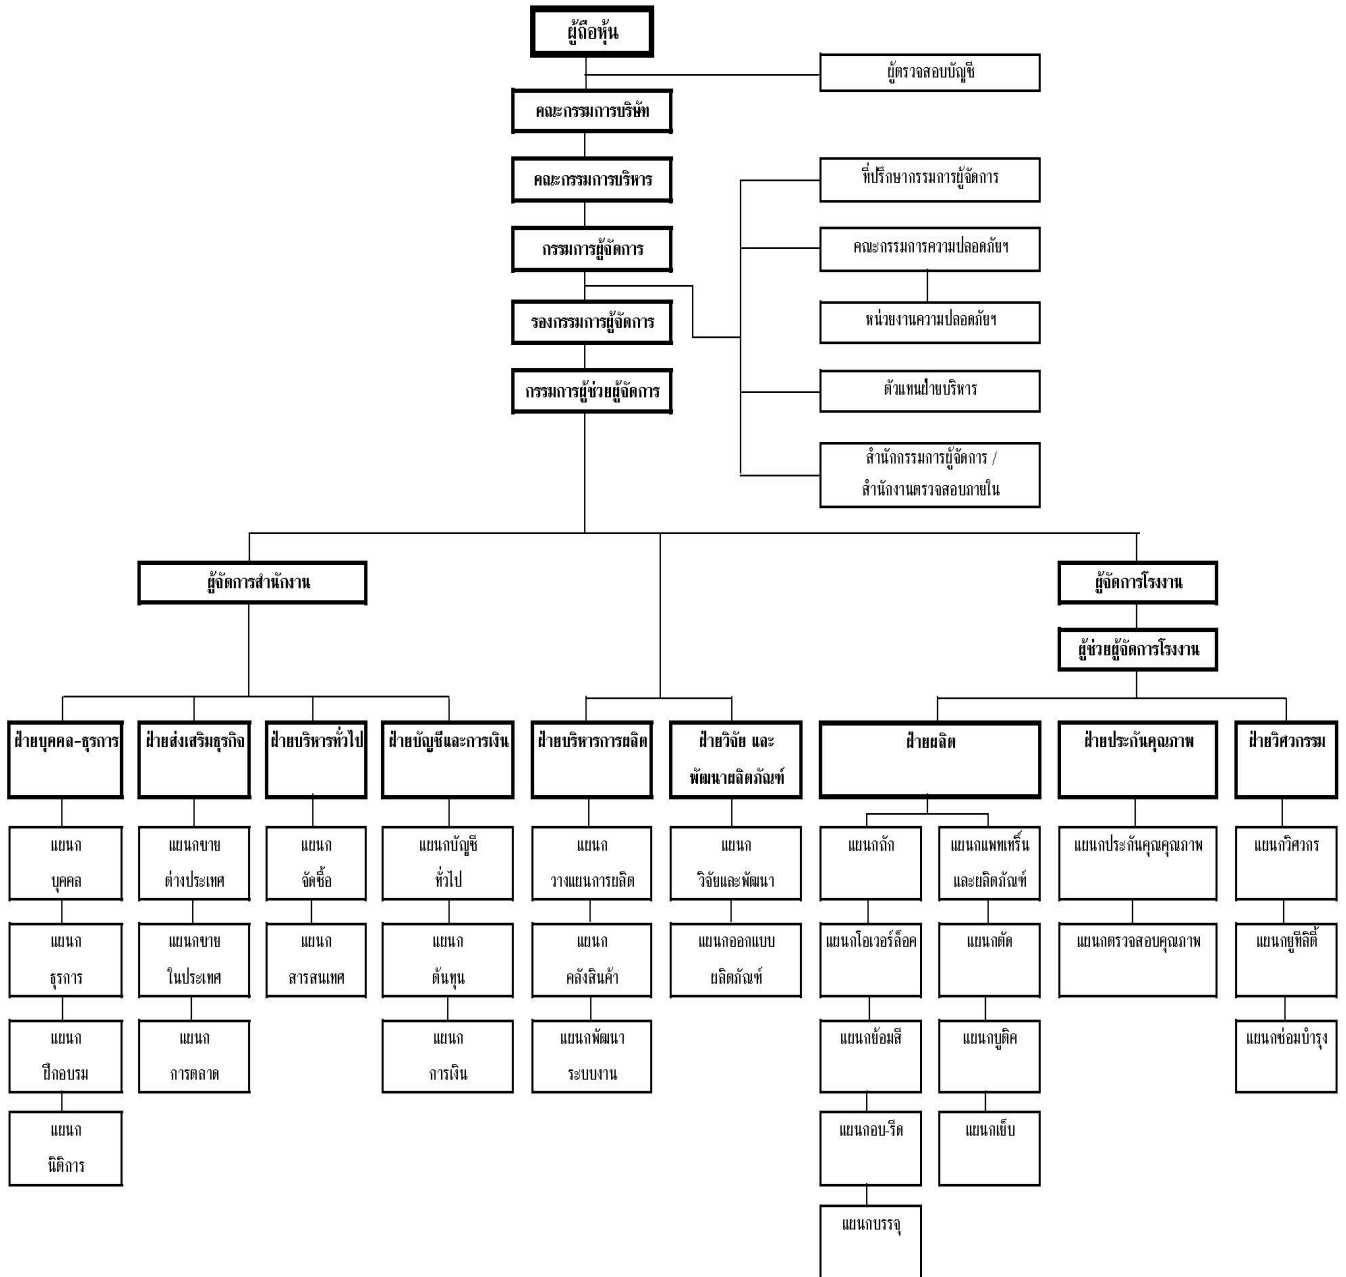 ผู้ถือหุ้น
ผู้ตรวจสอบบัญชี
คณะกรรมการบริษัท
คณะกรรมการบริหาร
ที่ปรึกษากรรมการผู้จัดการ
กรรมการผู้จัดการ
คณะกรรมการความปลอดภัยฯ
รองกรรมการผู้จัดการ
หน่วยงานความปลอดภัยฯ
กรรมการผู้ช่วยผู้จัดการ
ตัวแทนฝ่ายบริหาร
สำนักกรรมการผู้จัดการ /
สำนักงานตรวจสอบภายใน
ผู้จัดการสำนักงาน
ผู้จัดการโรงงาน
ผู้ช่วยผู้จัดการโรงงาน
ฝ่ายบุคคล-ธุรการ
แผนก
บุคคล
แผนก
ธุรการ
แผนก
ฝึกอบรม
แผนก
นิติการ
ฝ่ายส่งเสริมธุรกิจ
แผนกขาย
ต่างประเทศ
แผนกขาย
ในประเทศ
แผนก
การตลาด
ฝ่ายบริหารทั่วไป
แผนก
จัดซื้อ
แผนก
สารสนเทศ
ฝ่ายบัญชีและการเงิน
แผนกบัญชี
ทั่วไป
แผนก
ต้นทุน
แผนก
การเงิน
ฝ่ายบริหารการผลิต
แผนก
วางแผนการผลิต
แผนก
คลังสินค้า
แผนกพัฒนา
ระบบงาน
ฝ่ายวิจัย และ
พัฒนาผลิตภัณฑ์
แผนก
วิจัยและพัฒนา
แผนกออกแบบ
ผลิตภัณฑ์
ฝ่ายผลิต
แผนกถัก
แผนกโอเวอร์ล็อค
แผนกย้อมสี
แผนกอบ-รีด
แผนกบรรจุ
แผนกแพทเทริ์น
และผลิตภัณฑ์
แผนกตัด
แผนกบูติค
แผนกเย็บ
ฝ่ายประกันคุณภาพ
แผนกประกันคุณคุณภาพ
แผนกตรวจสอบคุณภาพ
ฝ่ายวิศวกรรม
แผนกวิศวกร
แผนกยูทีลิตี้
แผนกซ่อมบำรุง